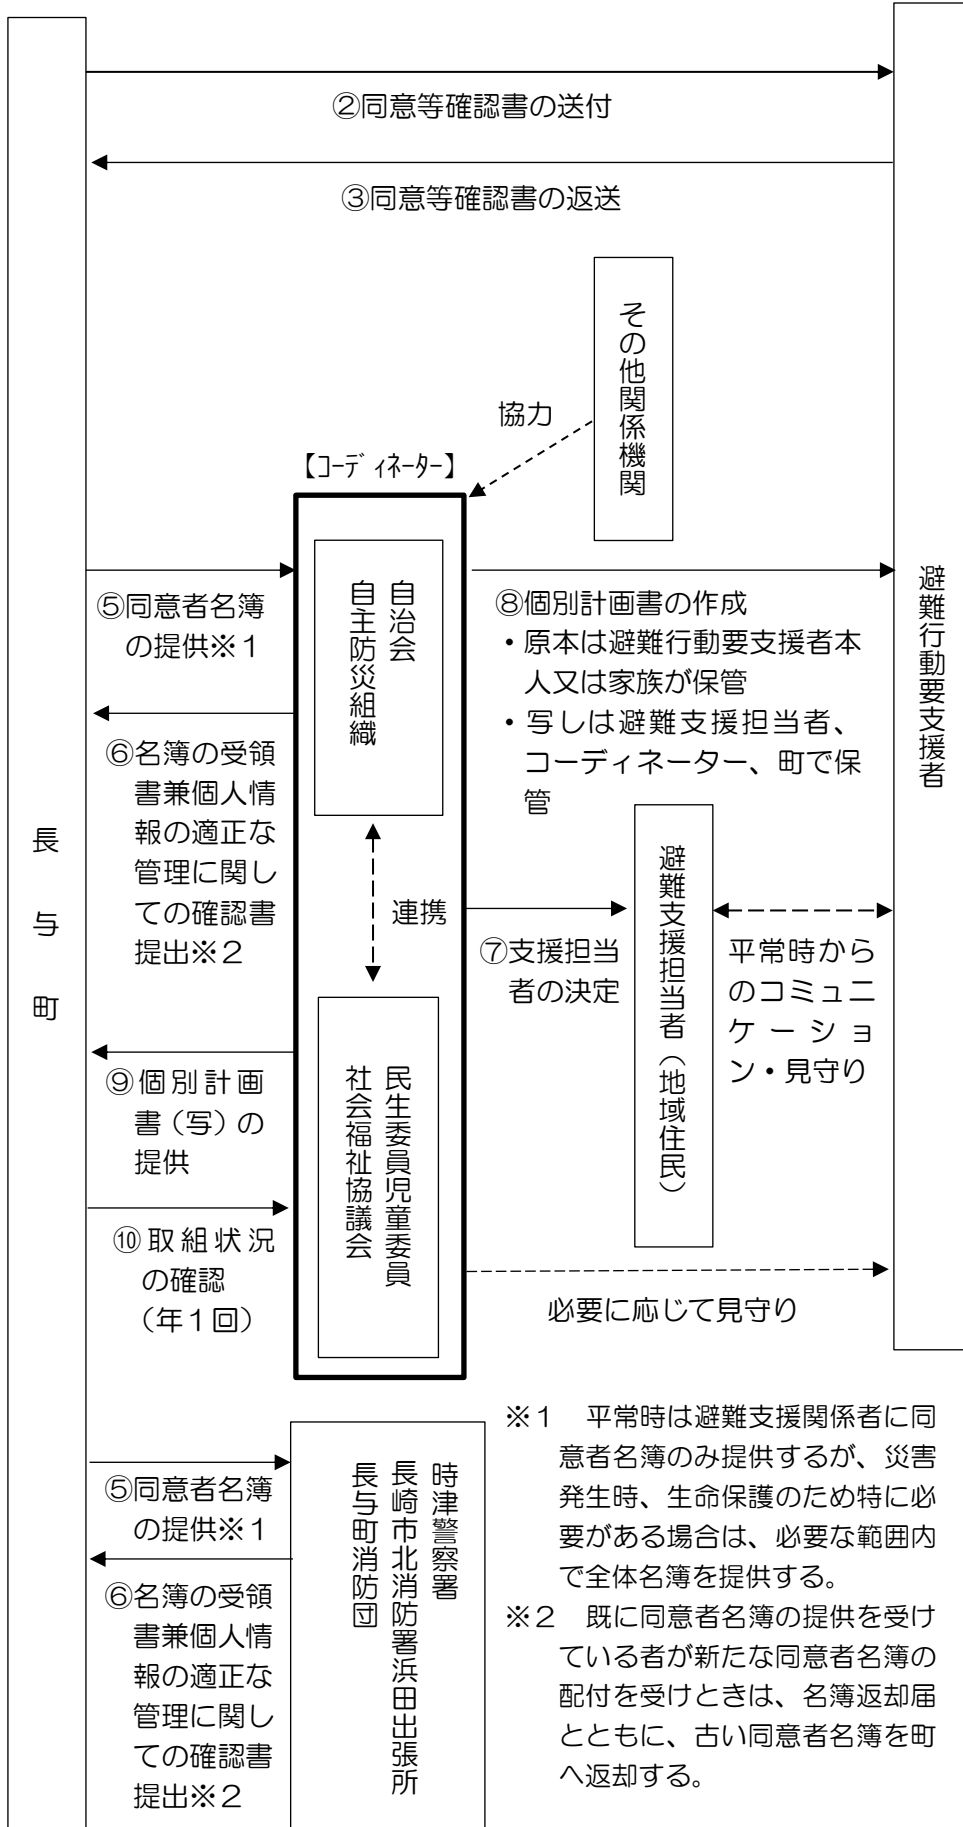 ②同意等確認書の送付
③同意等確認書の返送
その他関係機関
協力
【ｺｰﾃﾞｨﾈｰﾀｰ】
自治会
自主防災組織
⑤同意者名簿
の提供※１
⑧個別計画書の作成
・原本は避難行動要支援者本
人又は家族が保管
・写しは避難支援担当者、
コーディネーター、町で保
管
避難行動要支援者
⑥名簿の受領
書兼個人情
報の適正な
管理に関し
ての確認書
提出※２
長与町
連携
⑦支援担当
者の決定
避難支援担当者（地域住民）
平常時から
のコミュニ
ケーショ
ン・見守り
⑨個別計画
書（写）の
提供
民生委員児童委員
社会福祉協議会
⑩取組状況
の確認
（年１回）
必要に応じて見守り
⑤同意者名簿
の提供※１
⑥名簿の受領
書兼個人情
報の適正な
管理に関し
ての確認書
提出※２
時津警察署
長崎市北消防署浜田出張所
長与町消防団
※１　平常時は避難支援関係者に同
意者名簿のみ提供するが、災害
発生時、生命保護のため特に必
要がある場合は、必要な範囲内
で全体名簿を提供する。
※２　既に同意者名簿の提供を受け
ている者が新たな同意者名簿の
配付を受けときは、名簿返却届
とともに、古い同意者名簿を町
へ返却する。